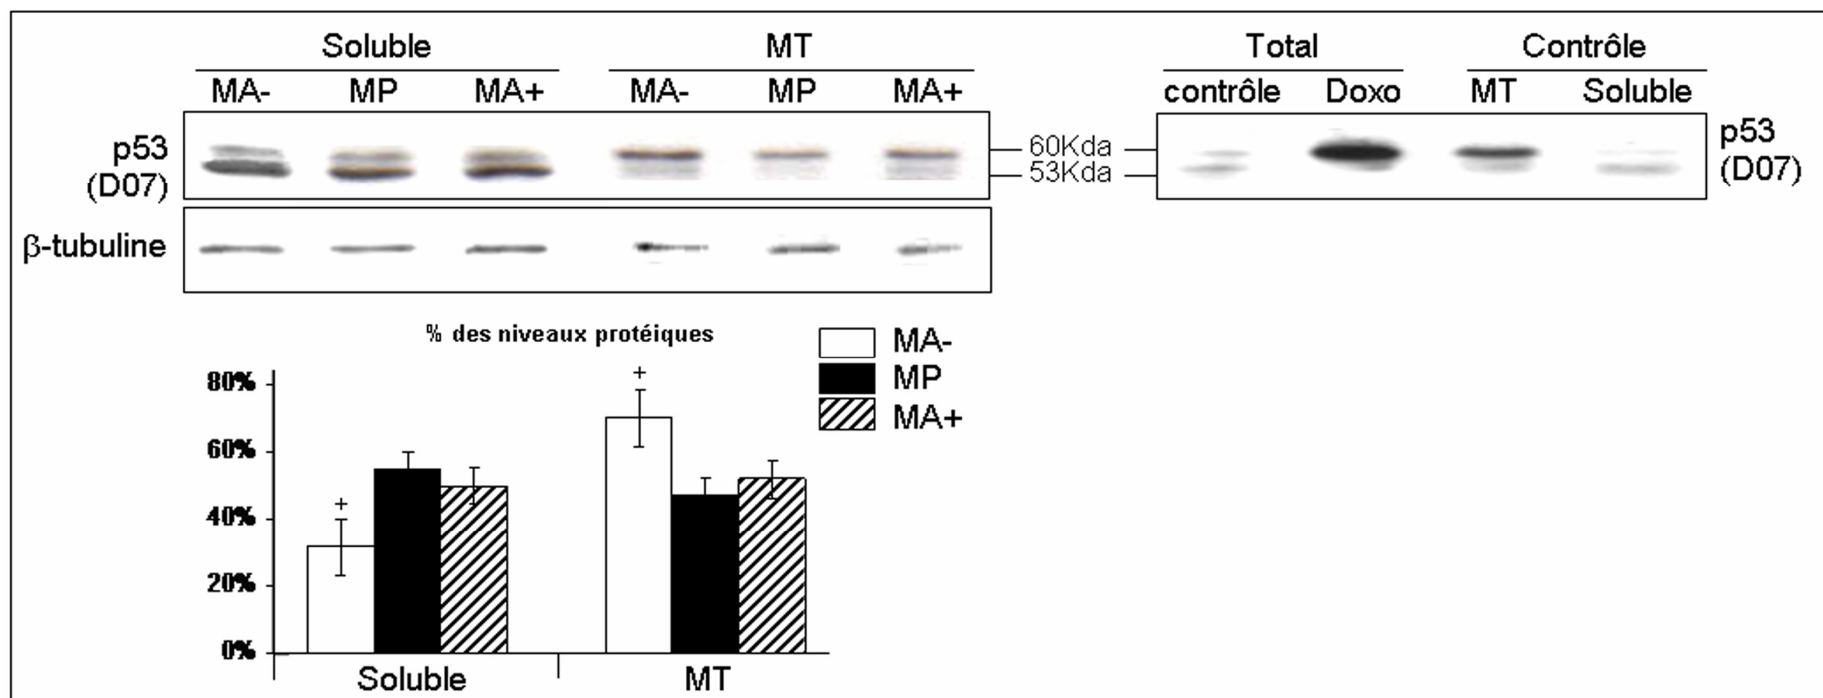 Soluble MT Total Contrôle
MA- MP MA+ MA- MP MA+ contrôle Doxo MT Soluble
p53
(D07)
60Kda
53Kda
p53
(D07)
β-tubuline
% des niveaux protéiques
MA-
MP
MA+
80%
60%
40%
20%
0%
+
+
Soluble MT